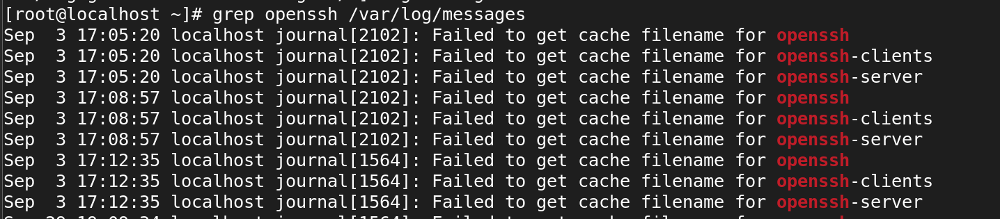 [root@localhost ~]# grep openssh /var/log/messages
Sep  3 17:05:20 localhost journal[2102]: Failed to get cache filename for openssh
Sep  3 17:05:20 localhost journal[2102]: Failed to get cache filename for openssh-clients
Sep  3 17:05:20 localhost journal[2102]: Failed to get cache filename for openssh-server
Sep  3 17:08:57 localhost journal[2102]: Failed to get cache filename for openssh
Sep  3 17:08:57 localhost journal[2102]: Failed to get cache filename for openssh-clients
Sep  3 17:08:57 localhost journal[2102]: Failed to get cache filename for openssh-server
Sep  3 17:12:35 localhost journal[1564]: Failed to get cache filename for openssh
Sep  3 17:12:35 localhost journal[1564]: Failed to get cache filename for openssh-clients
Sep  3 17:12:35 localhost journal[1564]: Failed to get cache filename for openssh-server